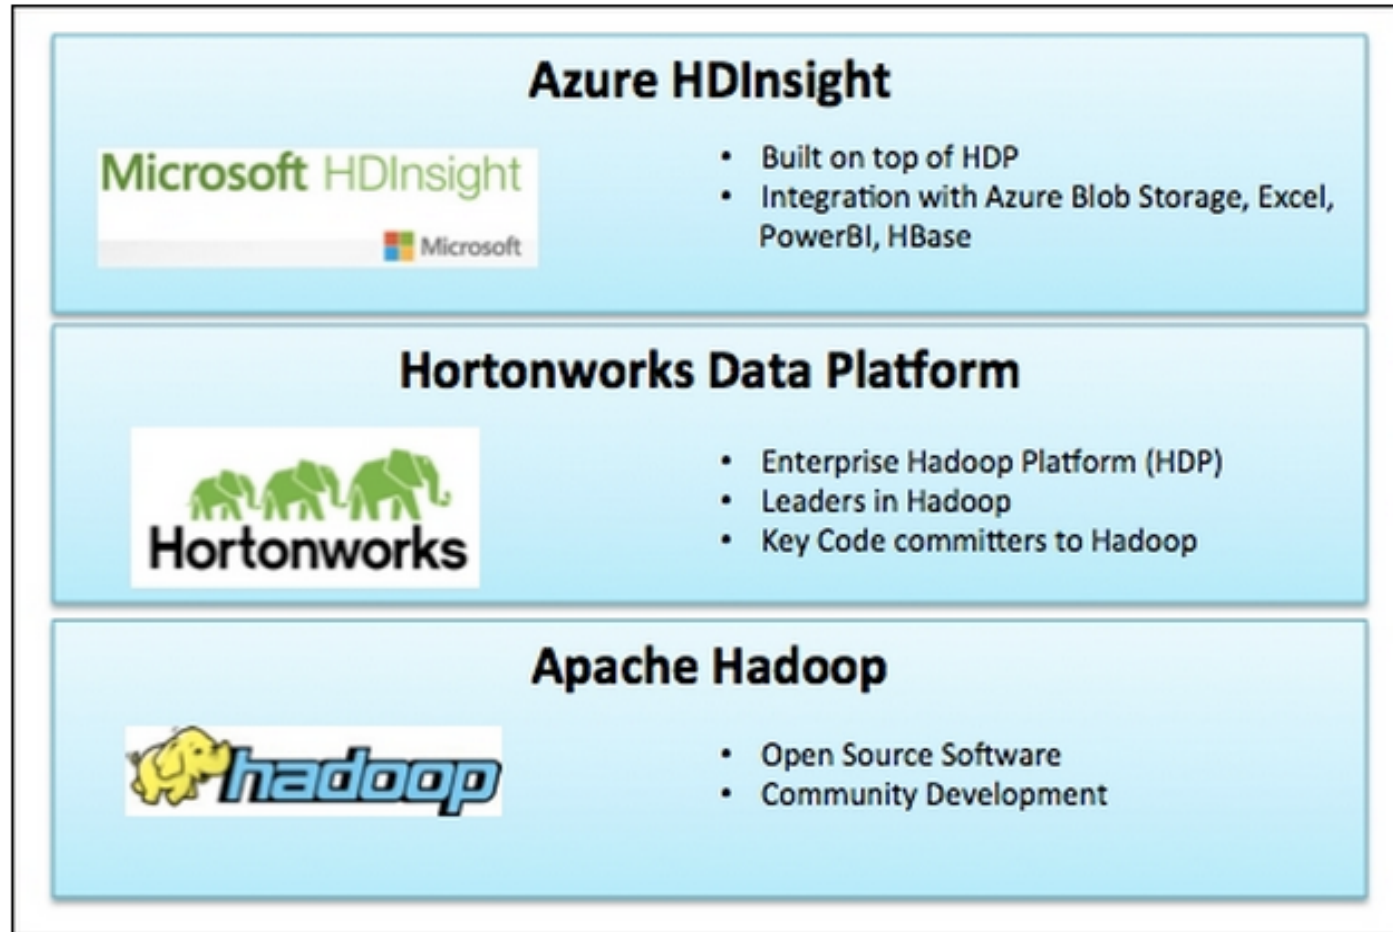 Azure HDInsight
Microsoft HDInsight
Microsoft
• Built on top of HDP
• Integration with Azure Blob Storage, Excel,
PowerBI, HBase
Hortonworks Data Platform
Hortonworks
• Enterprise Hadoop Platform (HDP)
• Leaders in Hadoop
• Key Code committers to Hadoop
Apache Hadoop
hadoop
• Open Source Software
• Community Development